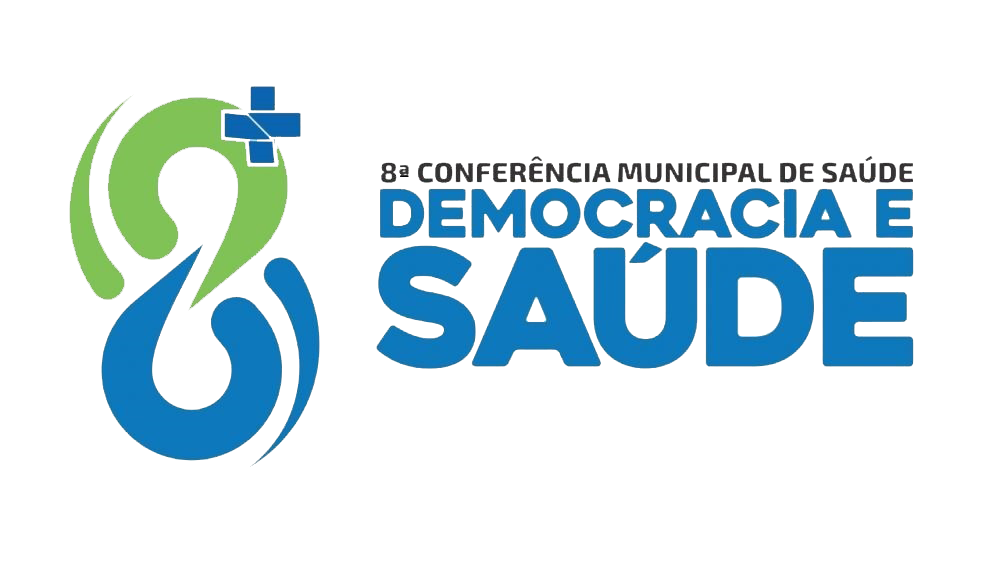 8ª CONFERÊNCIA MUNICIPAL DE SAÚDE
DEMOCRACIA E
SAÚDE